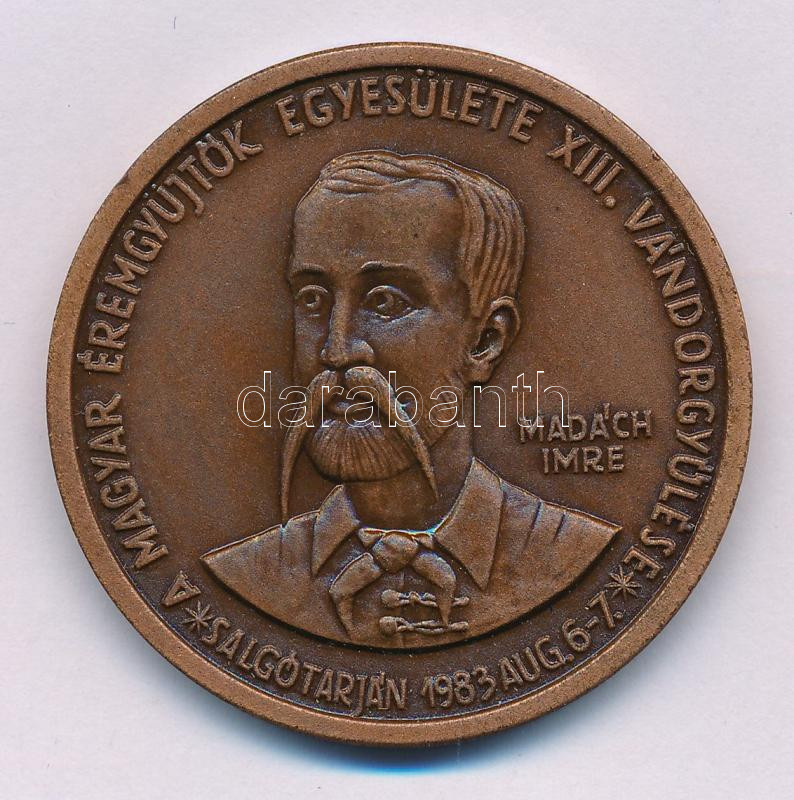 A MAGYAR ÉREMGYŰJTŐK EGYESÜLETE XIII. VÁNDORGYŰLÉSE
*SALGÓTARJÁN 1983 AUG. 6-7.*
MADÁCH
IMRE
darabanth